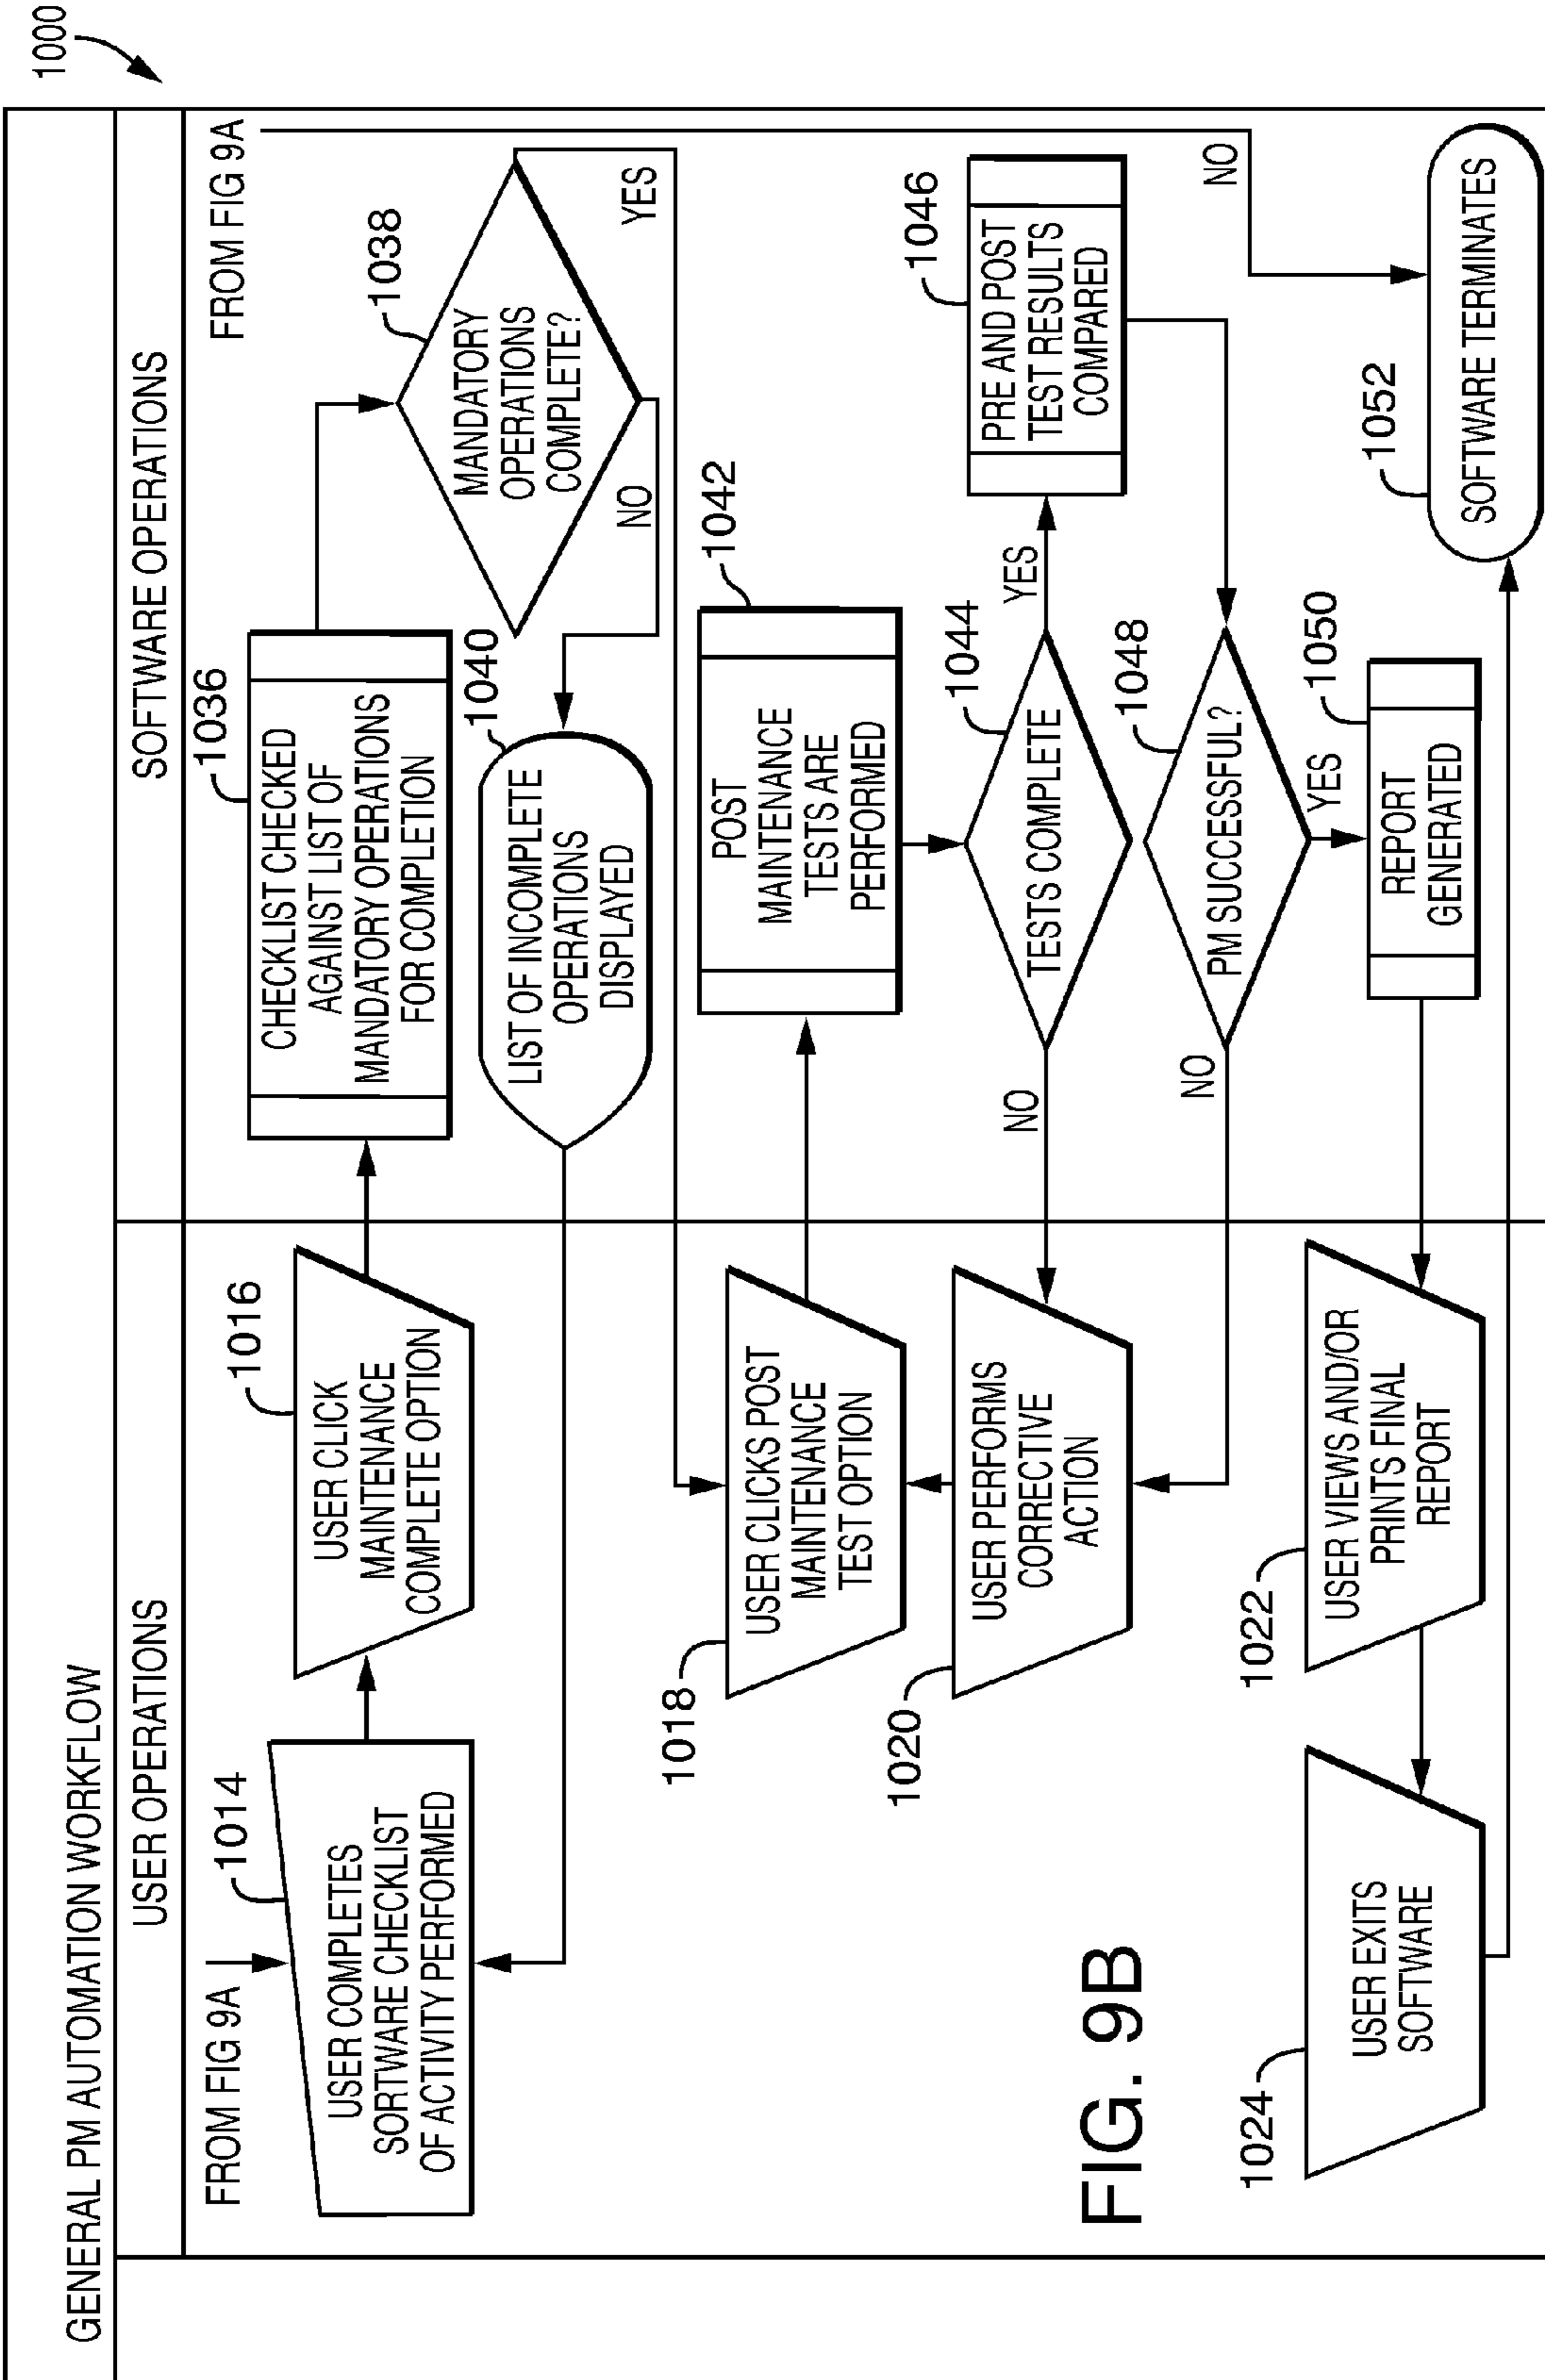 1000
GENERAL PM AUTOMATION WORKFLOW
USER OPERATIONS
SOFTWARE OPERATIONS
FROM FIG 9A
FROM FIG 9A
1014
USER COMPLETES
SORTWARE CHECKLIST
OF ACTIVITY PERFORMED
1016
USER CLICK
MAINTENANCE
COMPLETE OPTION
1036
CHECKLIST CHECKED
AGAINST LIST OF
MANDATORY OPERATIONS
FOR COMPLETION
1038
MANDATORY
OPERATIONS
COMPLETE?
NO
YES
1040
LIST OF INCOMPLETE
OPERATIONS
DISPLAYED
1018
USER CLICKS POST
MAINTENANCE
TEST OPTION
1042
POST
MAINTENANCE
TESTS ARE
PERFORMED
1020
USER PERFORMS
CORRECTIVE
ACTION
NO
1044
TESTS COMPLETE
YES
1046
PRE AND POST
TEST RESULTS
COMPARED
NO
1048
PM SUCCESSFUL?
YES
NO
1050
REPORT
GENERATED
1022
USER VIEWS AND/OR
PRINTS FINAL
REPORT
1024
USER EXITS
SOFTWARE
1052
SOFTWARE TERMINATES
FIG. 9B